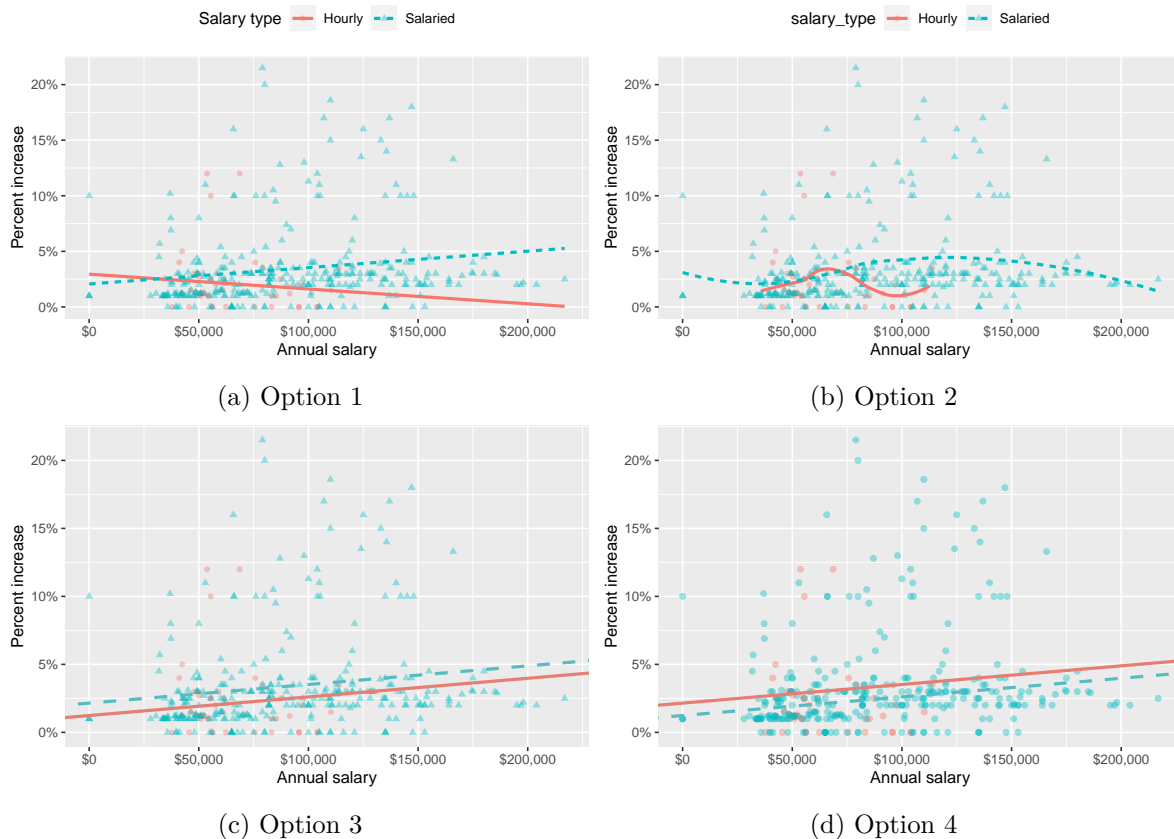 Salary type Hourly Salaried
salary_type Hourly Salaried
Percent increase
20%
15%
10%
5%
0%
$0 $50,000 $100,000 $150,000 $200,000
Annual salary
(a) Option 1
Percent increase
20%
15%
10%
5%
0%
$0 $50,000 $100,000 $150,000 $200,000
Annual salary
(b) Option 2
Percent increase
20%
15%
10%
5%
0%
$0 $50,000 $100,000 $150,000 $200,000
Annual salary
(c) Option 3
Percent increase
20%
15%
10%
5%
0%
$0 $50,000 $100,000 $150,000 $200,000
Annual salary
(d) Option 4